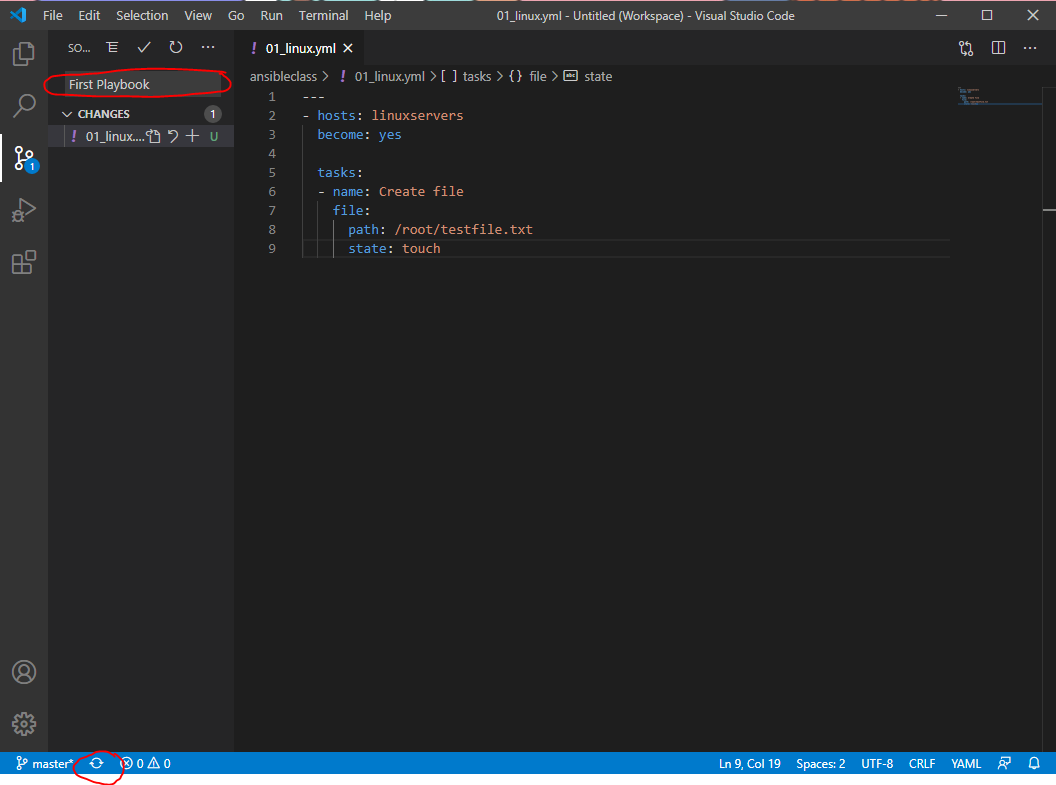 File Edit Selection View Go Run Terminal Help 01_linux.yml - Untitled (Workspace) - Visual Studio Code
SO...
01_linux.yml
First Playbook
ansibleclass > 01_linux.yml > [ ] tasks > {} file > abc state
CHANGES 1
01_linux.... U
1
1 ---
2 - hosts: linuxservers
3 become: yes
4
5 tasks:
6 - name: Create file
7 file:
8 path: /root/testfile.txt
9 state: touch
master* 0 0 Ln 9, Col 19 Spaces: 2 UTF-8 CRLF YAML